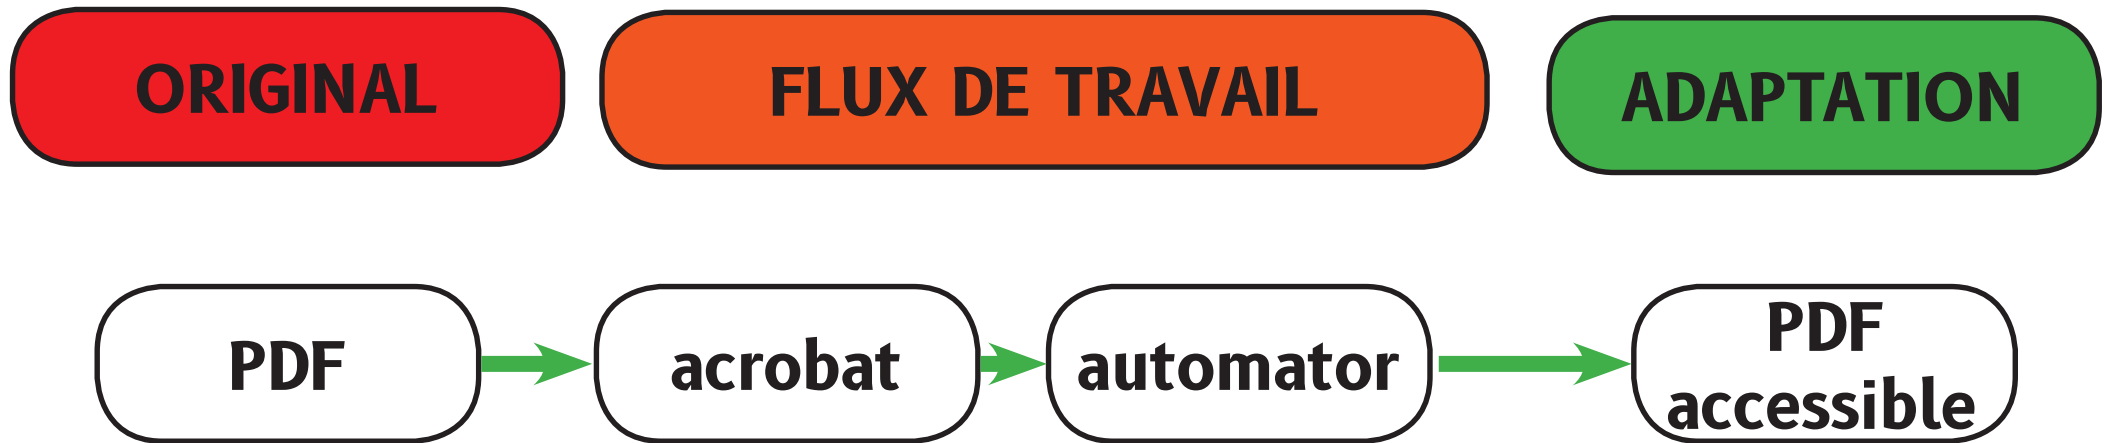 ORIGINAL
FLUX DE TRAVAIL
ADAPTATION
PDF
acrobat
automator
PDF
accessible